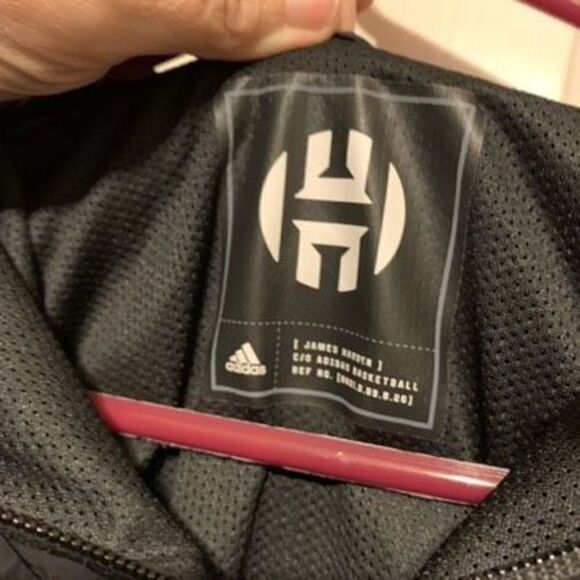 adidas
[ JAMES HARDEN ]
C/O ADIDAS BASKETBALL
REF NO.